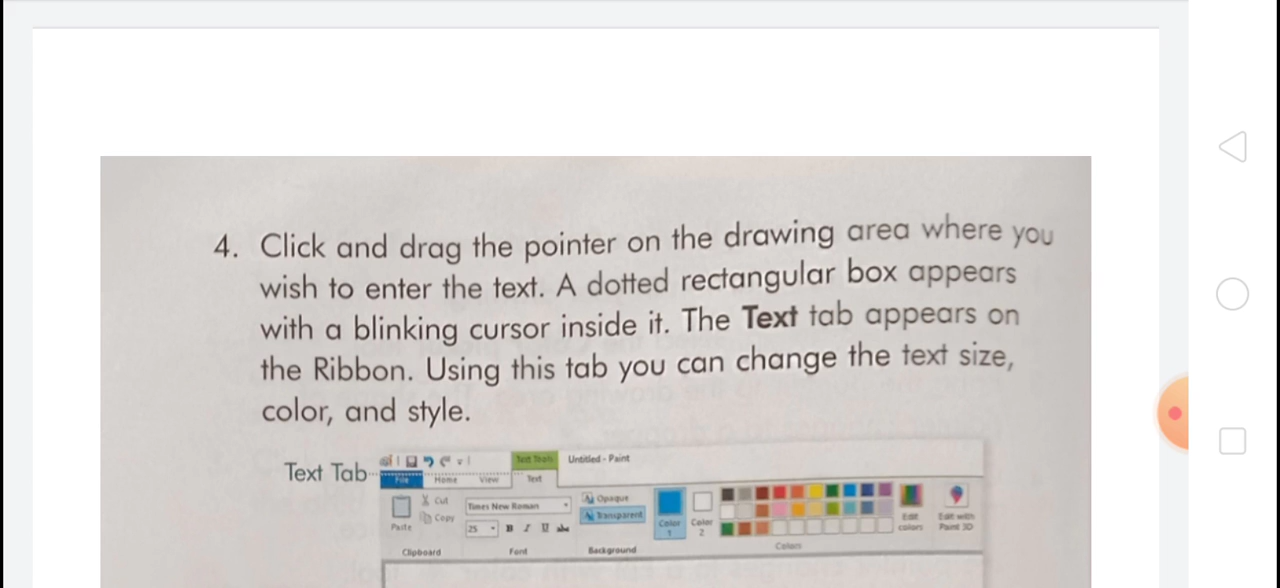 4. Click and drag the pointer on the drawing area where you
wish to enter the text. A dotted rectangular box appears
with a blinking cursor inside it. The Text tab appears on
the Ribbon. Using this tab you can change the text size,
color, and style.
Text Tab
Text Tools Untitled - Paint
File Home View Text
Cut
Copy
Paste
Clipboard
Times New Roman
25 B I U abc
Font
Opaque
Transparent
Background
Color 1
Color 2
Colors
Edit colors
Edit with Paint 3D